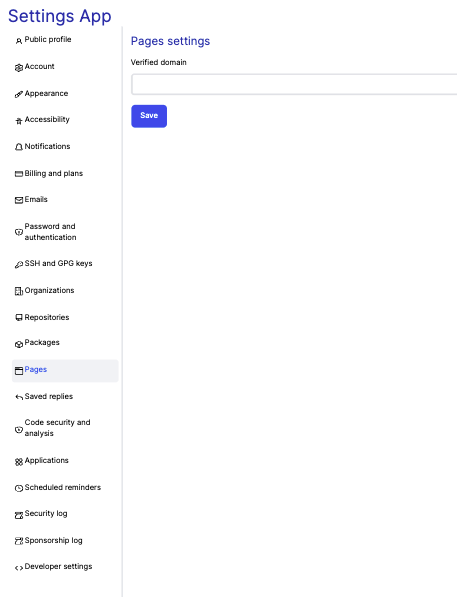 Settings App
Public profile
Account
Appearance
Accessibility
Notifications
Billing and plans
Emails
Password and
authentication
SSH and GPG keys
Organizations
Repositories
Packages
Pages
Saved replies
Code security and
analysis
Applications
Scheduled reminders
Security log
Sponsorship log
Developer settings
Pages settings
Verified domain
Save